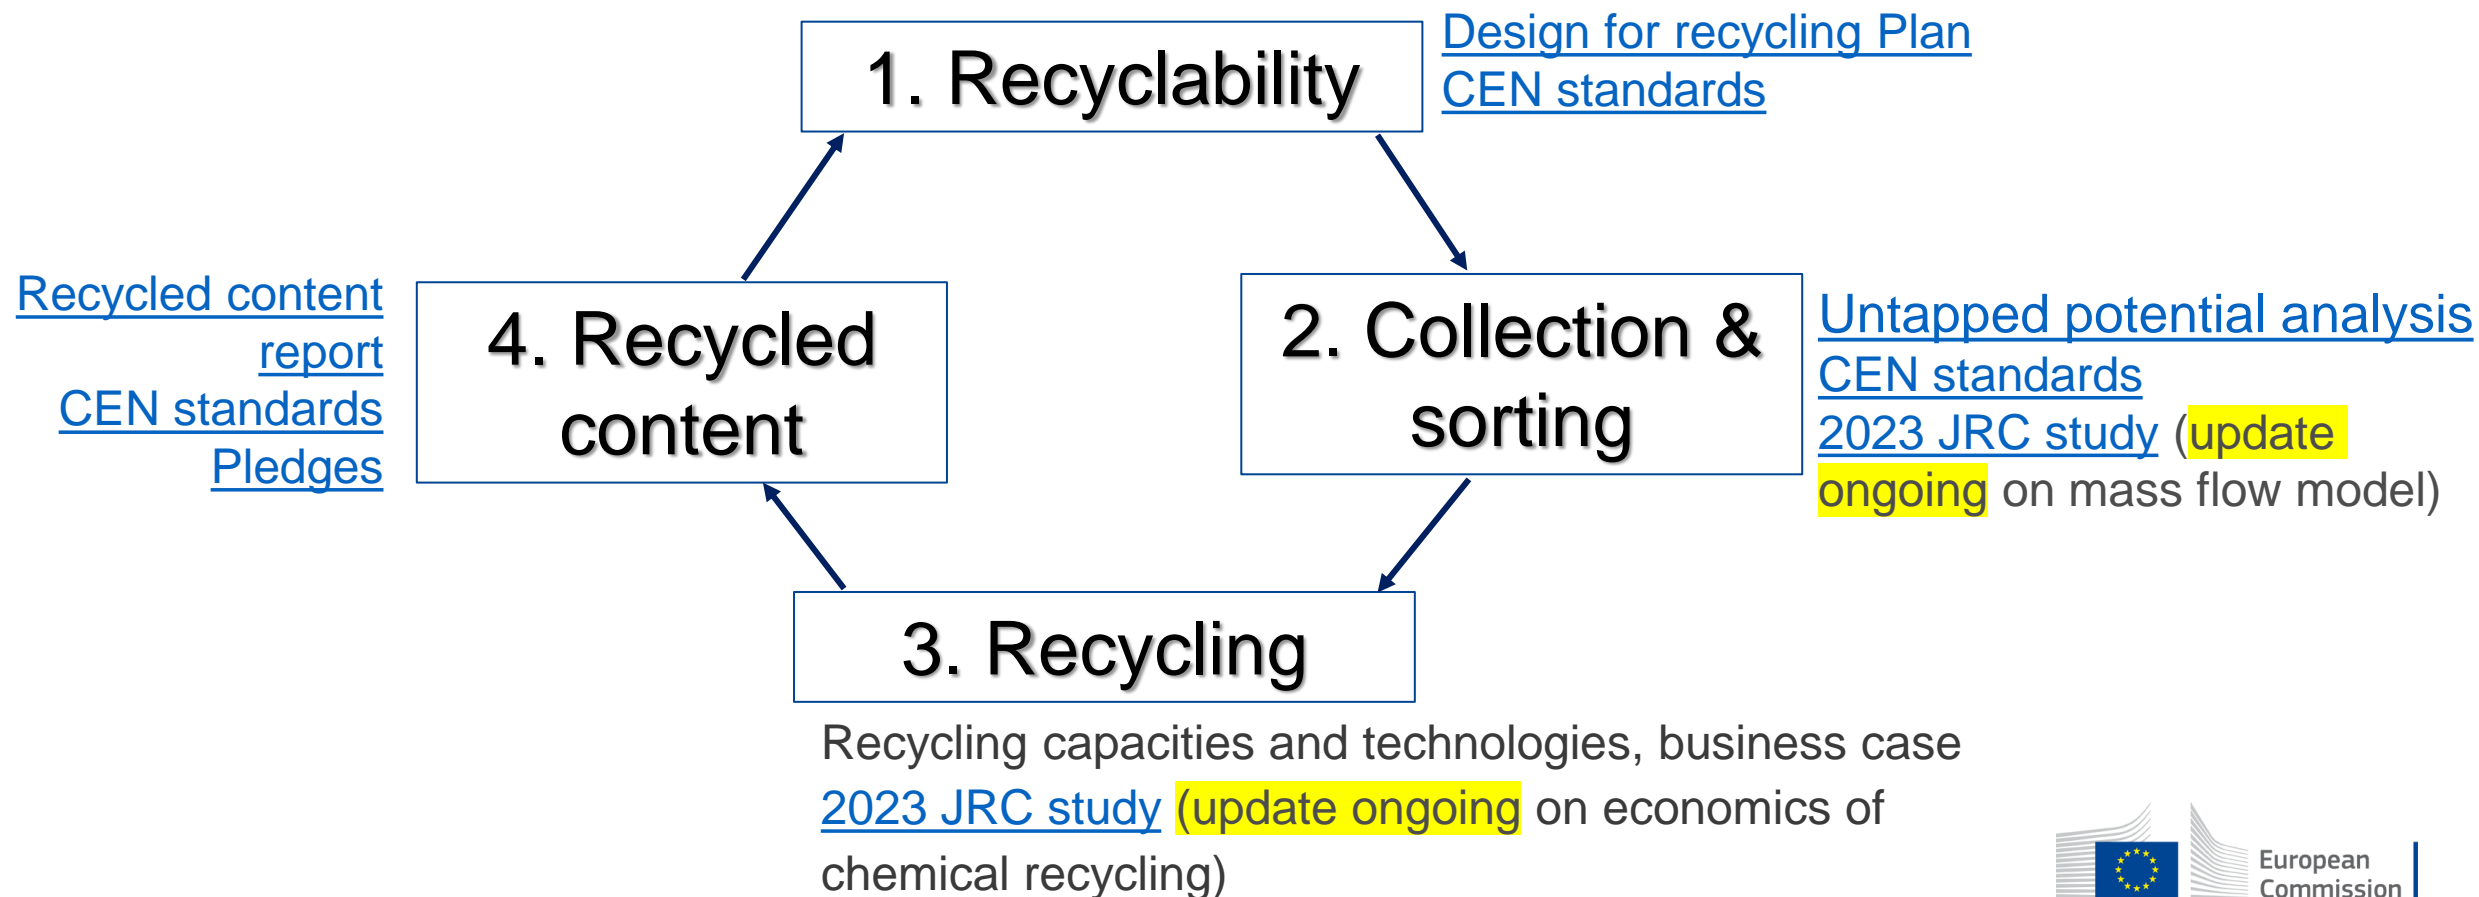 1. Recyclability
Design for recycling Plan
CEN standards
Recycled content
report
CEN standards
Pledges
4. Recycled
content
2. Collection &
sorting
Untapped potential analysis
CEN standards
2023 JRC study (update
ongoing on mass flow model)
3. Recycling
Recycling capacities and technologies, business case
2023 JRC study (update ongoing on economics of
chemical recycling)
European
Commission